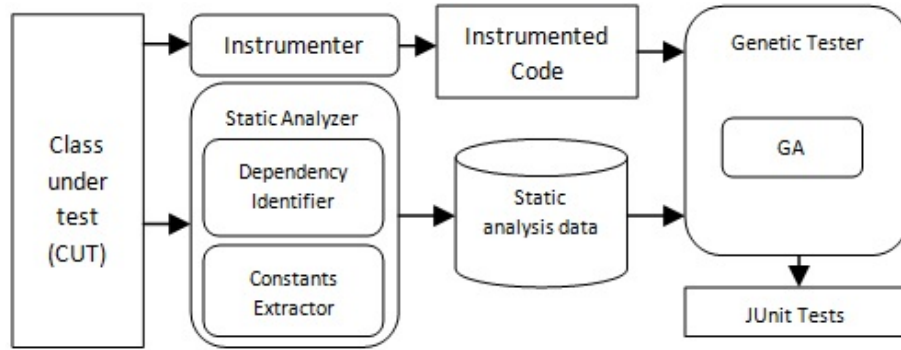 Class
under
test
(CUT)
Instrumenter
Instrumented
Code
Static Analyzer
Dependency
Identifier
Constants
Extractor
Static
analysis data
Genetic Tester
GA
JUnit Tests